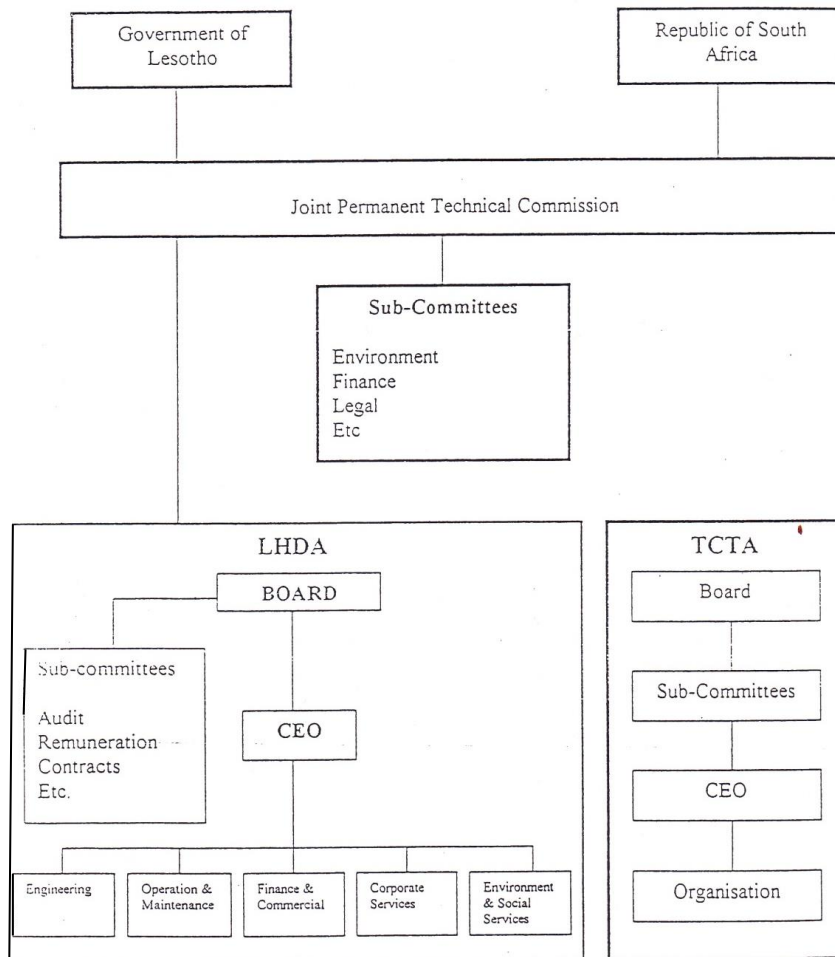 Government of
Lesotho
Republic of South
Africa
Joint Permanent Technical Commission
Sub-Committees
Environment
Finance
Legal
Etc
LHDA
BOARD
Sub-committees
Audit
Remuneration
Contracts
Etc.
CEO
Engineering
Operation &
Maintenance
Finance &
Commercial
Corporate
Services
Environment
& Social
Services
TCTA
Board
Sub-Committees
CEO
Organisation